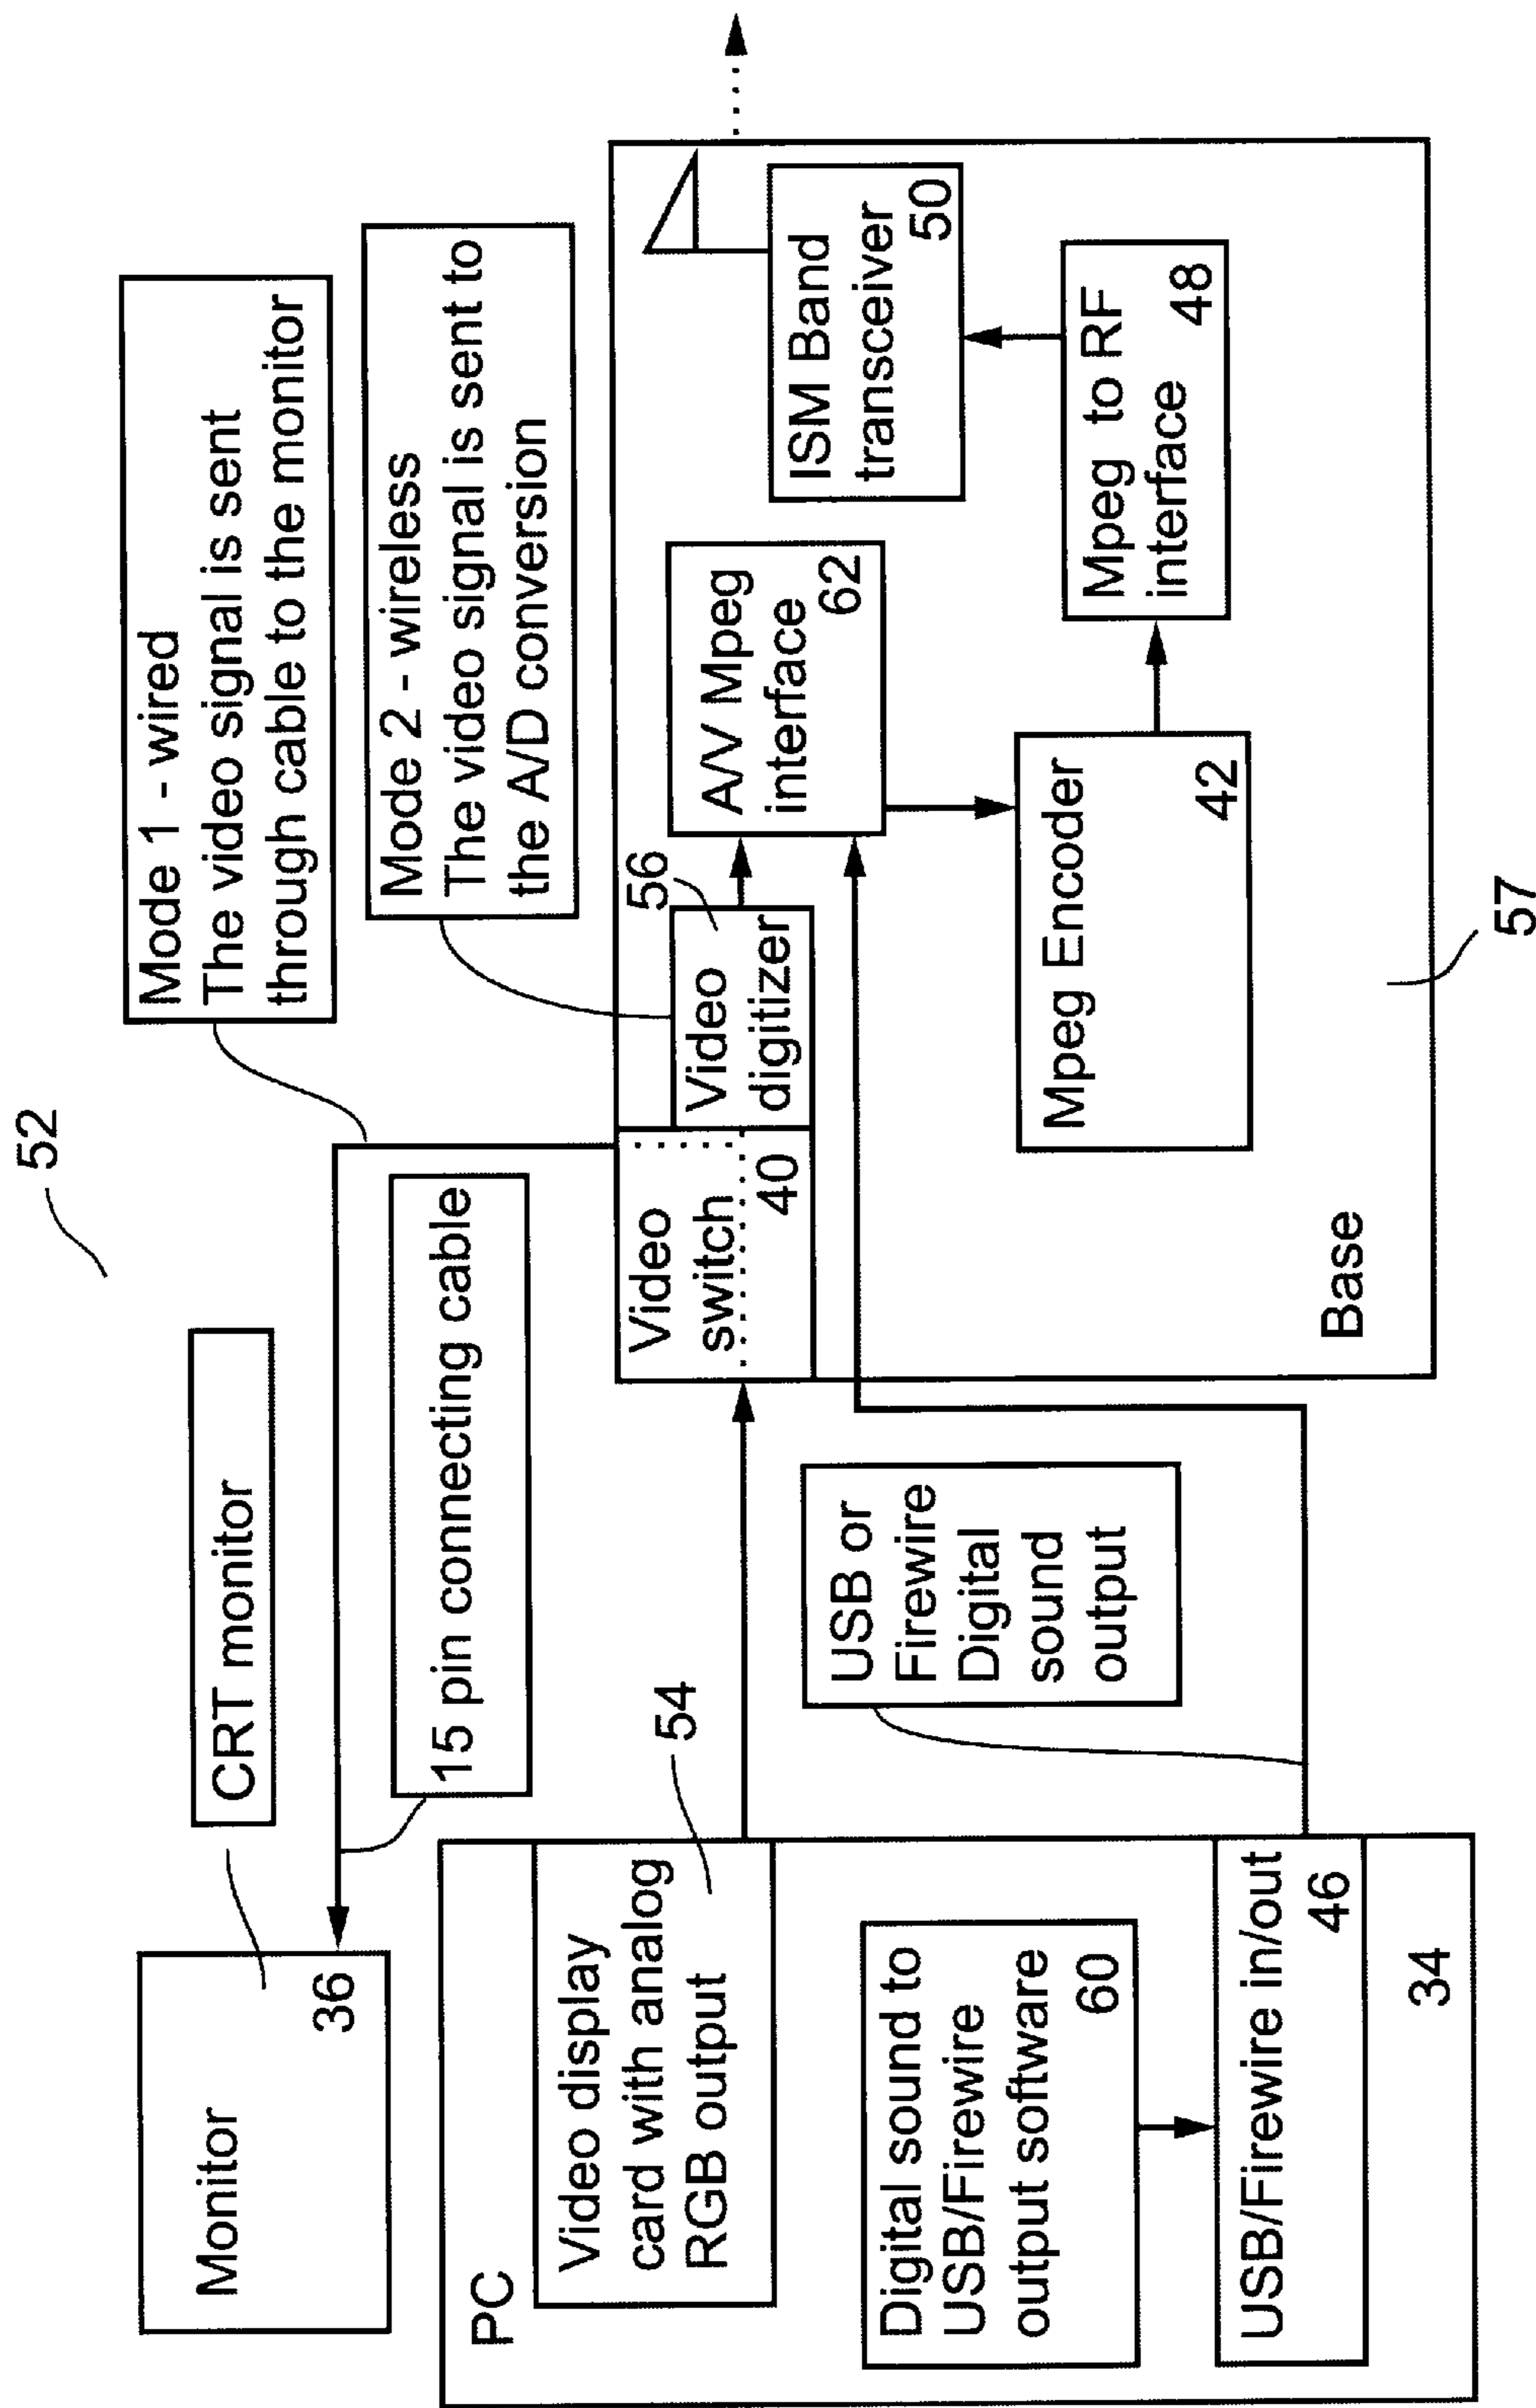 52
Mode 1 - wired
The video signal is sent
through cable to the monitor
Mode 2 - wireless
The video signal is sent to
the A/D conversion
CRT monitor
15 pin connecting cable
Monitor
36
PC
Video display
card with analog
RGB output
54
Digital sound to
USB/Firewire
output software
60
USB/Firewire in/out
46
34
USB or
Firewire
Digital
sound
output
Video
switch
40
Video
digitizer
56
A/V Mpeg
interface
62
Mpeg Encoder
42
Mpeg to RF
interface
48
ISM Band
transceiver
50
Base
57